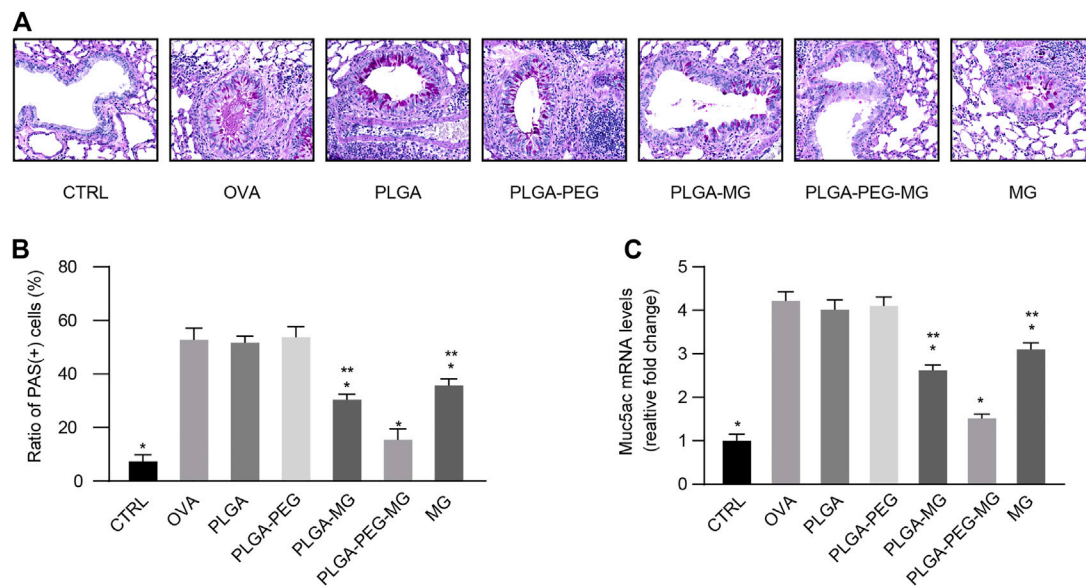 A
CTRL OVA PLGA PLGA-PEG PLGA-MG PLGA-PEG-MG MG
B
Ratio of PAS(+) cells (%)
80
60
40
20
0
*
**
*
*
**
*
CTRL OVA PLGA PLGA-PEG PLGA-MG PLGA-PEG-MG MG
C
Muc5ac mRNA levels
(realtive fold change)
5
4
3
2
1
0
*
**
*
*
**
*
CTRL OVA PLGA PLGA-PEG PLGA-MG PLGA-PEG-MG MG